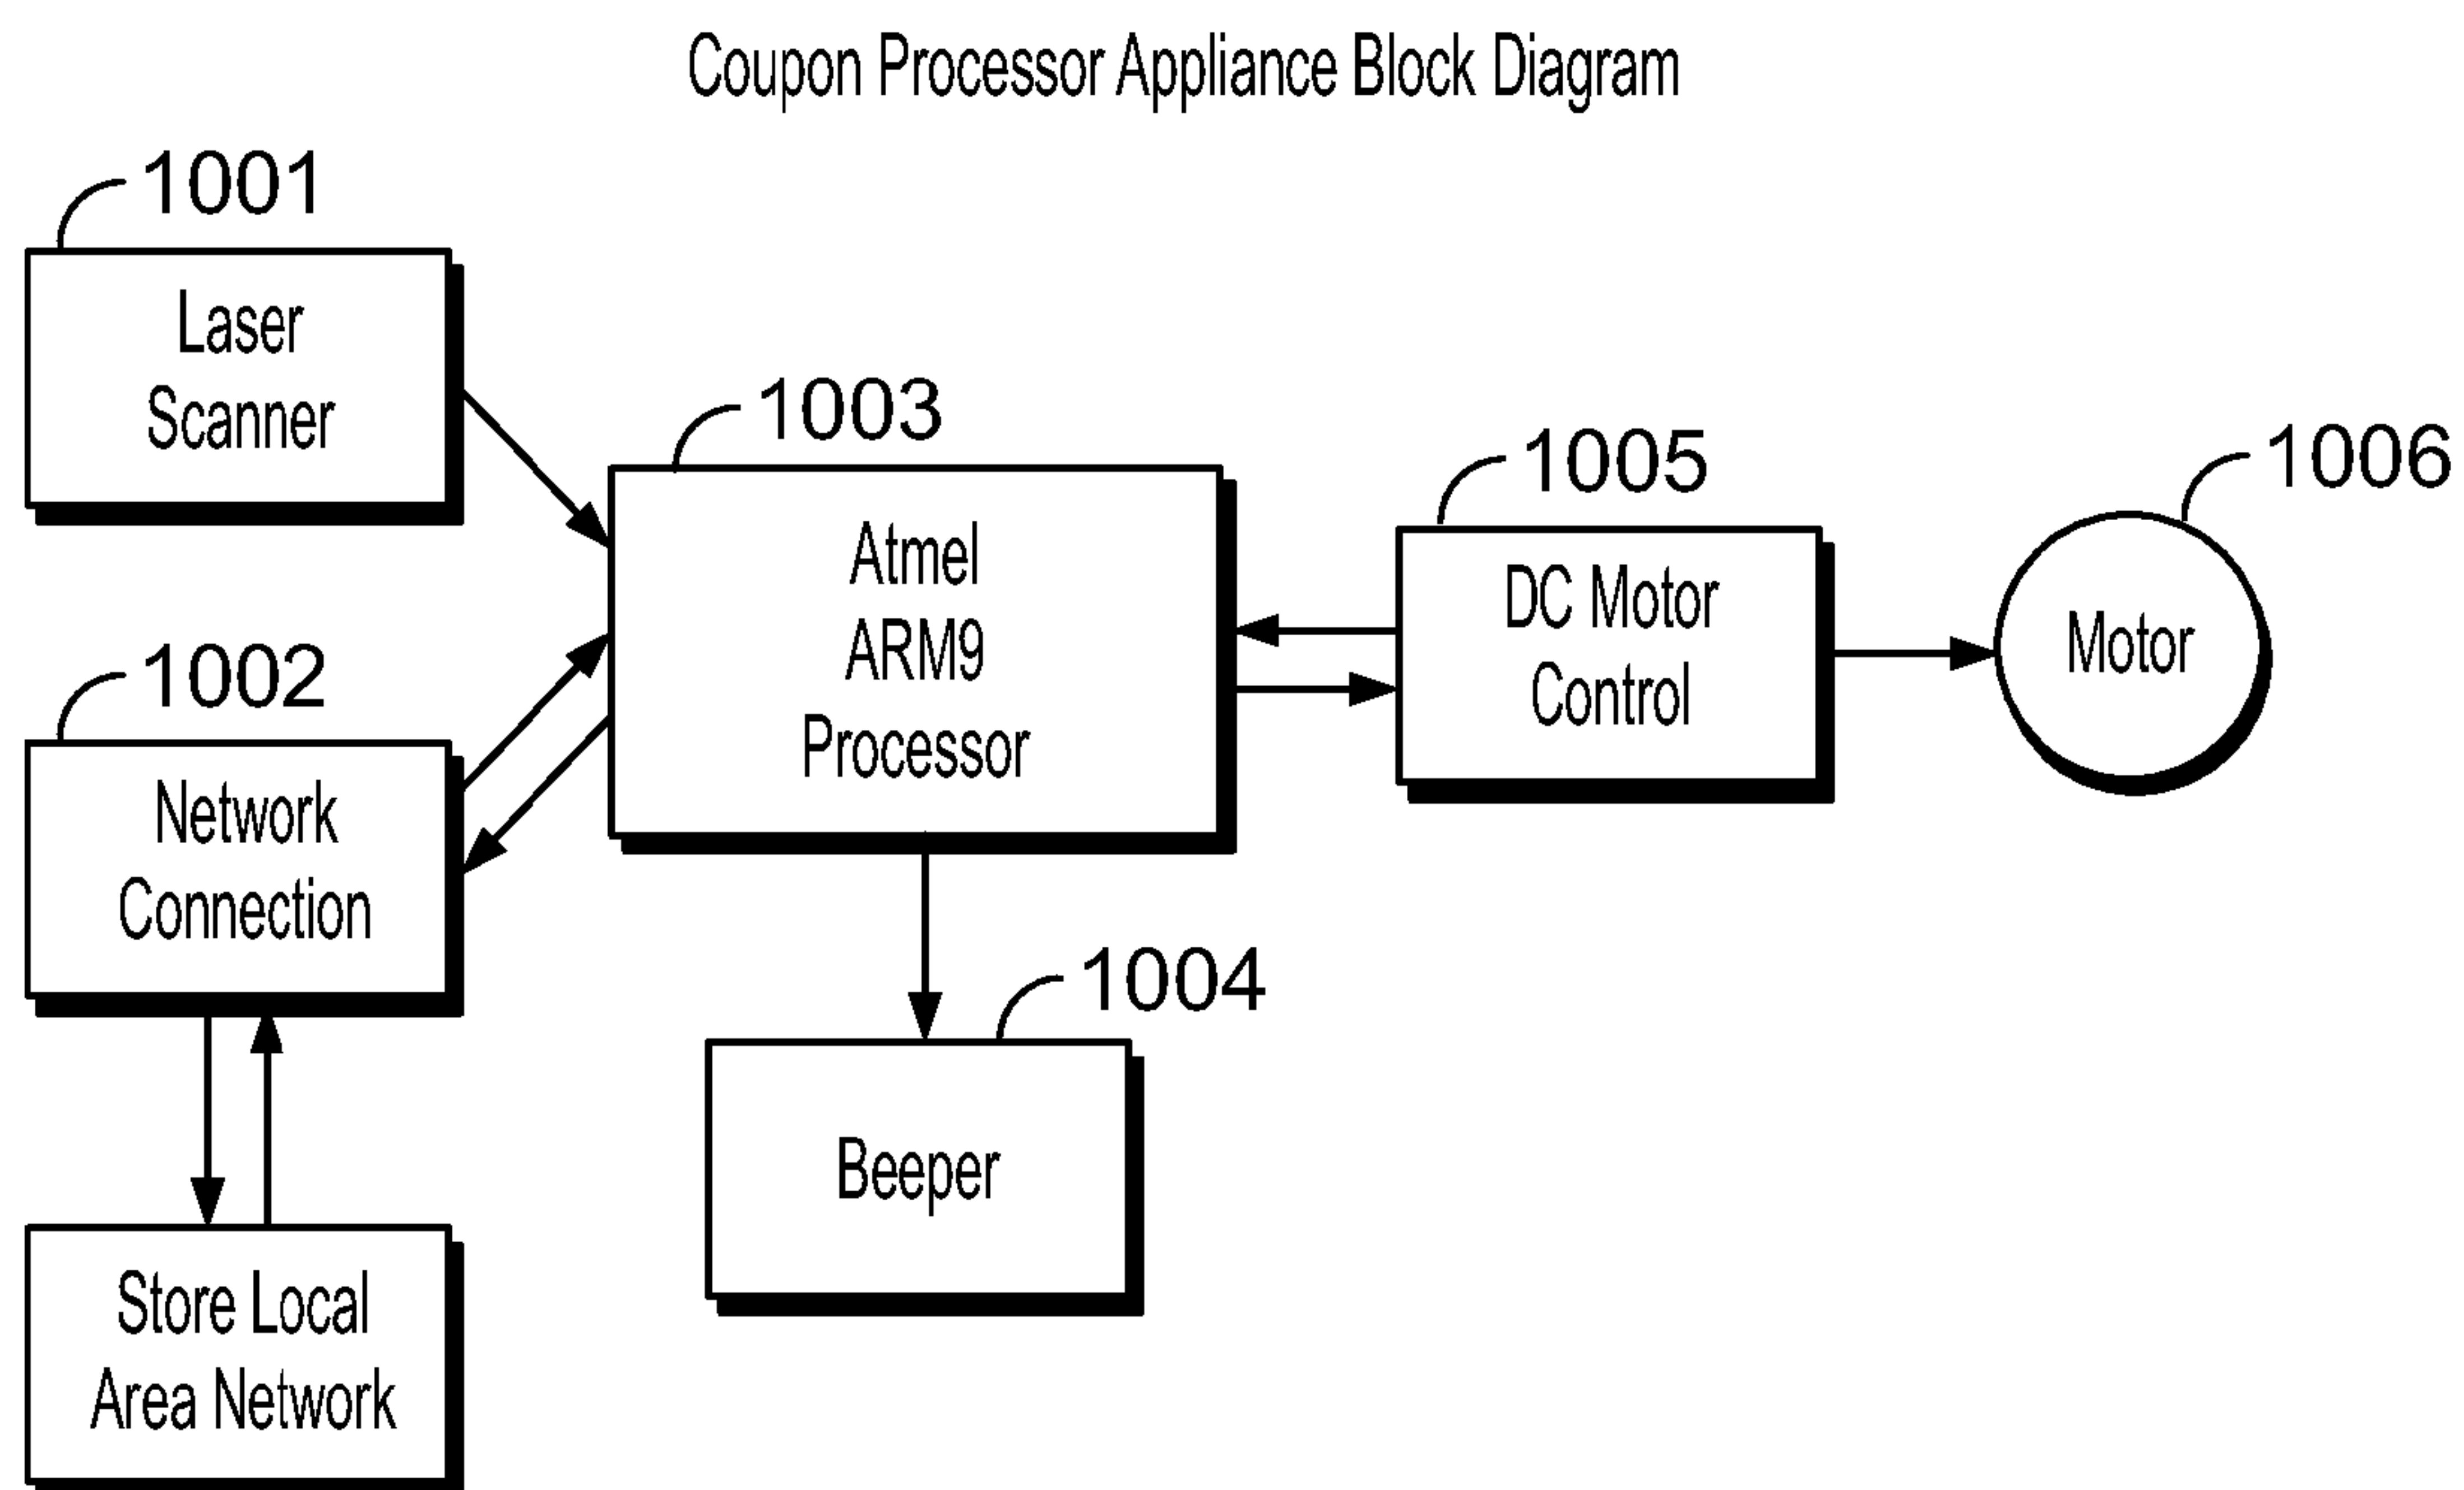 Coupon Processor Appliance Block Diagram
1001
Laser
Scanner
1003
Atmel
ARM9
Processor
1005
DC Motor
Control
1006
Motor
1002
Network
Connection
1004
Beeper
Store Local
Area Network